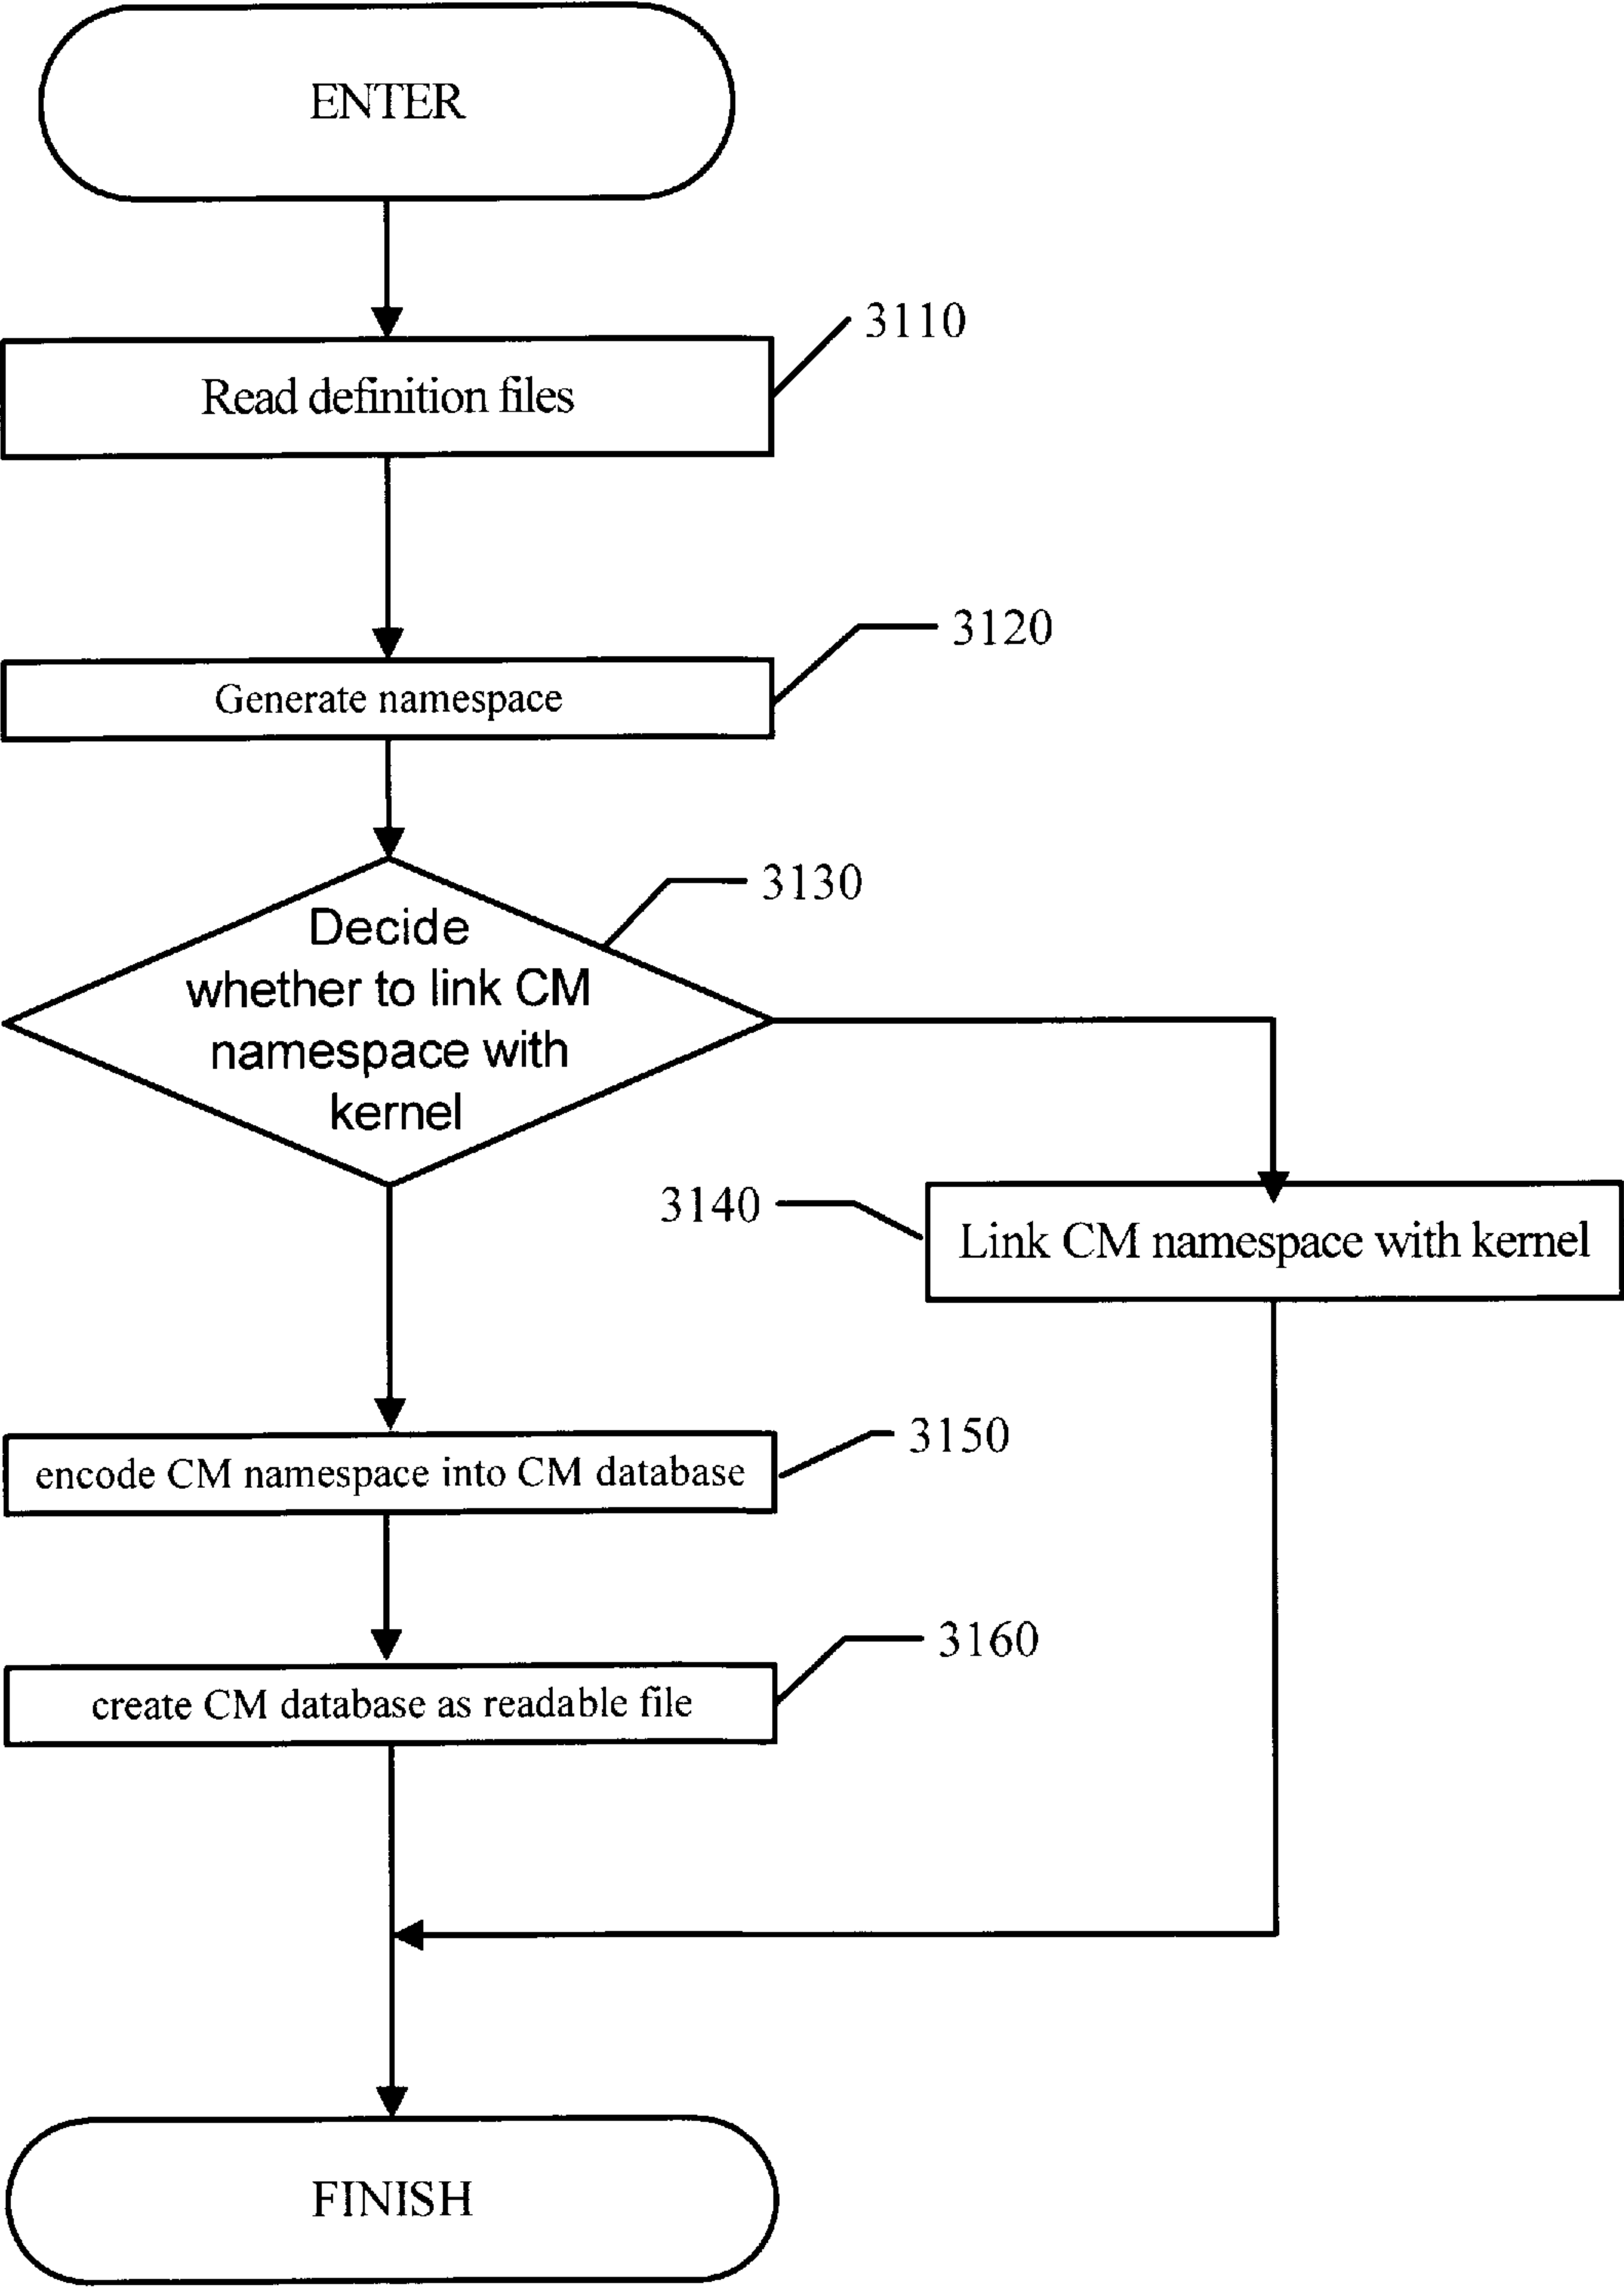 ENTER
3110
Read definition files
3120
Generate namespace
3130
Decide
whether to link CM
namespace with
kernel
3140
Link CM namespace with kernel
3150
encode CM namespace into CM database
3160
create CM database as readable file
FINISH